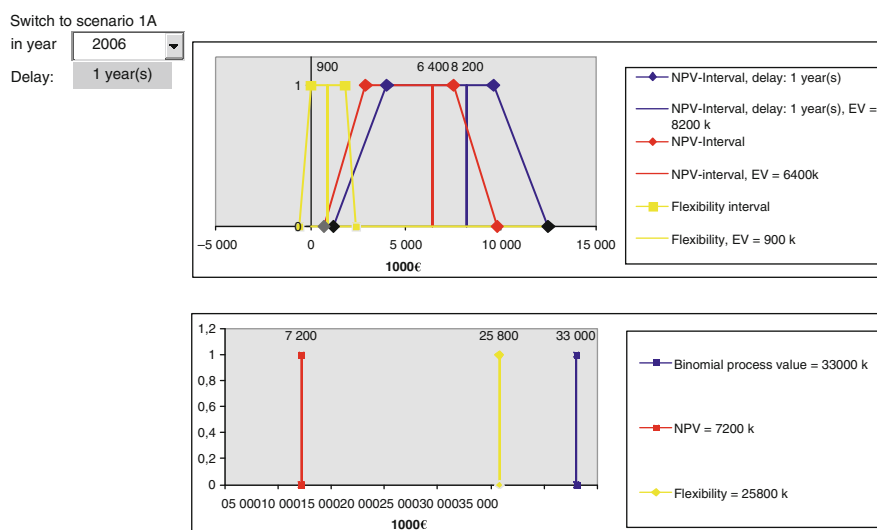 Switch to scenario 1A
in year 2006
Delay: 1 year(s)
900 6 400 8 200
1
0
–5 000 0 5 000 10 000 15 000
1000€
NPV-Interval, delay: 1 year(s)
NPV-Interval, delay: 1 year(s), EV =
8200 k
NPV-Interval
NPV-interval, EV = 6400k
Flexibility interval
Flexibility, EV = 900 k
1,2
7 200 25 800 33 000
1
0,8
0,6
0,4
0,2
0
05 00010 00015 00020 00025 00030 00035 000
1000€
Binomial process value = 33000 k
NPV = 7200 k
Flexibility = 25800 k